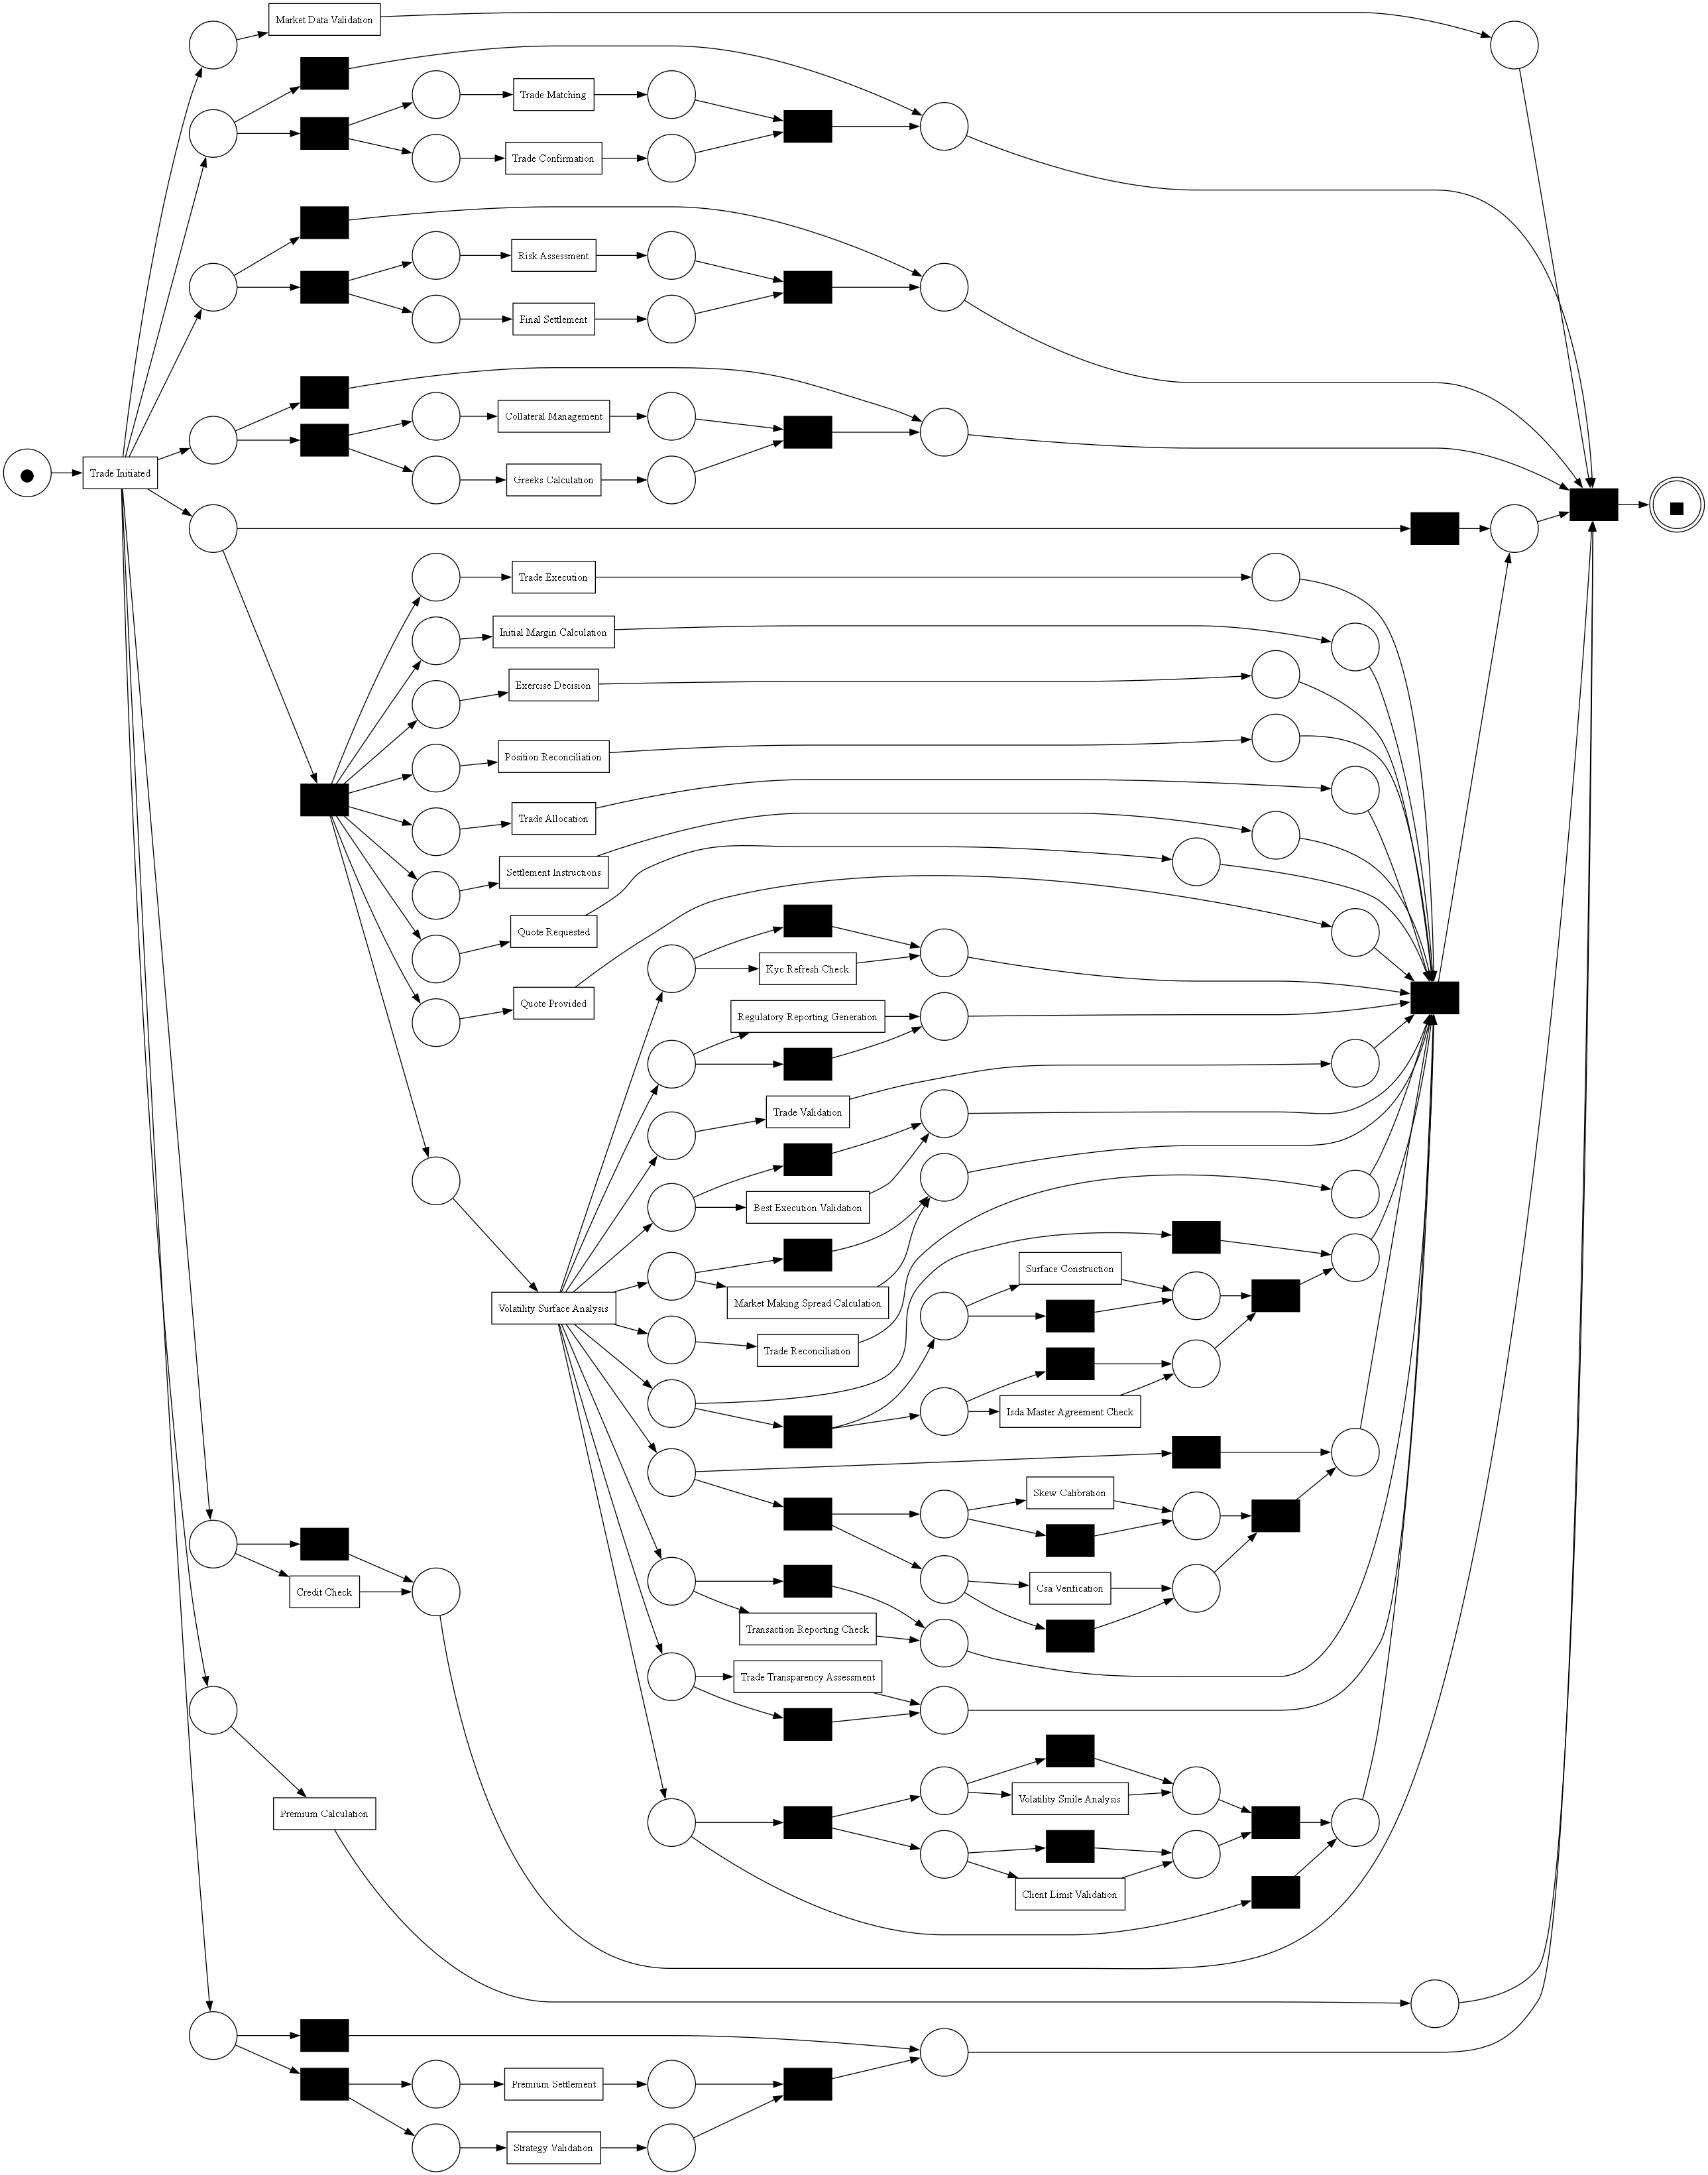 Market Data Validation
Trade Matching
Trade Confirmation
Risk Assessment
Final Settlement
Collateral Management
Trade Initiated
Greeks Calculation
Trade Execution
Initial Margin Calculation
Exercise Decision
Position Reconciliation
Trade Allocation
Settlement Instructions
Quote Requested
Kyc Refresh Check
Quote Provided
Regulatory Reporting Generation
Trade Validation
Best Execution Validation
Surface Construction
Market Making Spread Calculation
Volatility Surface Analysis
Trade Reconciliation
Isda Master Agreement Check
Skew Calibration
Csa Verification
Credit Check
Transaction Reporting Check
Trade Transparency Assessment
Volatility Smile Analysis
Premium Calculation
Client Limit Validation
Premium Settlement
Strategy Validation